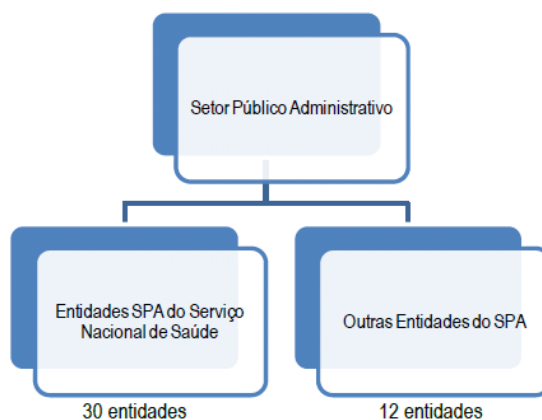 Setor Público Administrativo
Entidades SPA do Serviço
Nacional de Saúde
Outras Entidades do SPA
30 entidades
12 entidades